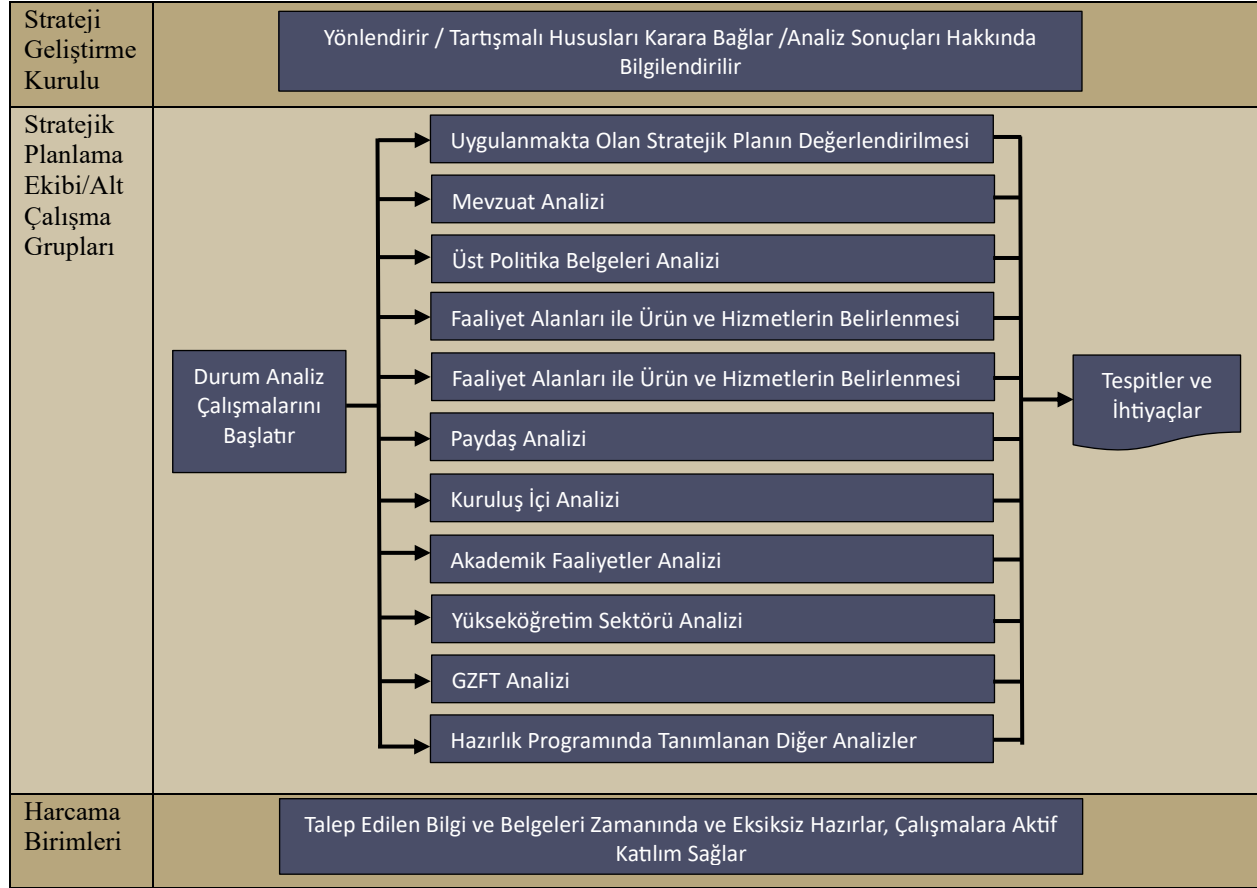 Strateji
Geliştirme
Kurulu
Yönlendirir / Tartışmalı Hususları Karara Bağlar /Analiz Sonuçları Hakkında
Bilgilendirilir
Stratejik
Planlama
Ekibi/Alt
Çalışma
Grupları
Durum Analiz
Çalışmalarını
Başlatır
Uygulanmakta Olan Stratejik Planın Değerlendirilmesi
Mevzuat Analizi
Üst Politika Belgeleri Analizi
Faaliyet Alanları ile Ürün ve Hizmetlerin Belirlenmesi
Faaliyet Alanları ile Ürün ve Hizmetlerin Belirlenmesi
Paydaş Analizi
Kuruluş İçi Analizi
Akademik Faaliyetler Analizi
Yükseköğretim Sektörü Analizi
GZFT Analizi
Hazırlık Programında Tanımlanan Diğer Analizler
Tespitler ve
İhtiyaçlar
Harcama
Birimleri
Talep Edilen Bilgi ve Belgeleri Zamanında ve Eksiksiz Hazırlar, Çalışmalara Aktif
Katılım Sağlar